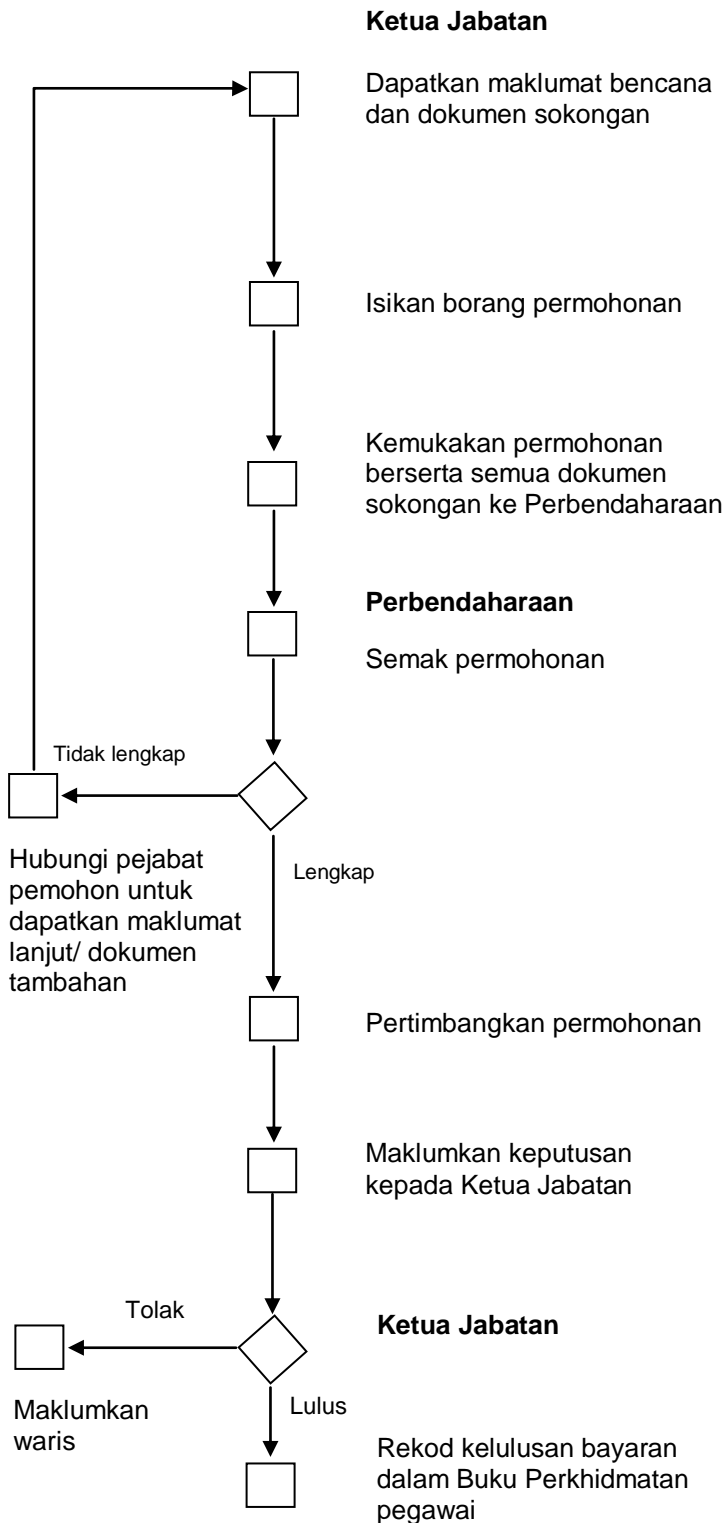 Ketua Jabatan
Dapatkan maklumat bencana
dan dokumen sokongan
Isikan borang permohonan
Kemukakan permohonan
berserta semua dokumen
sokongan ke Perbendaharaan
Perbendaharaan
Semak permohonan
Tidak lengkap
Hubungi pejabat
pemohon untuk
dapatkan maklumat
lanjut/ dokumen
tambahan
Lengkap
Pertimbangkan permohonan
Maklumkan keputusan
kepada Ketua Jabatan
Tolak
Ketua Jabatan
Maklumkan
waris
Lulus
Rekod kelulusan bayaran
dalam Buku Perkhidmatan
pegawai